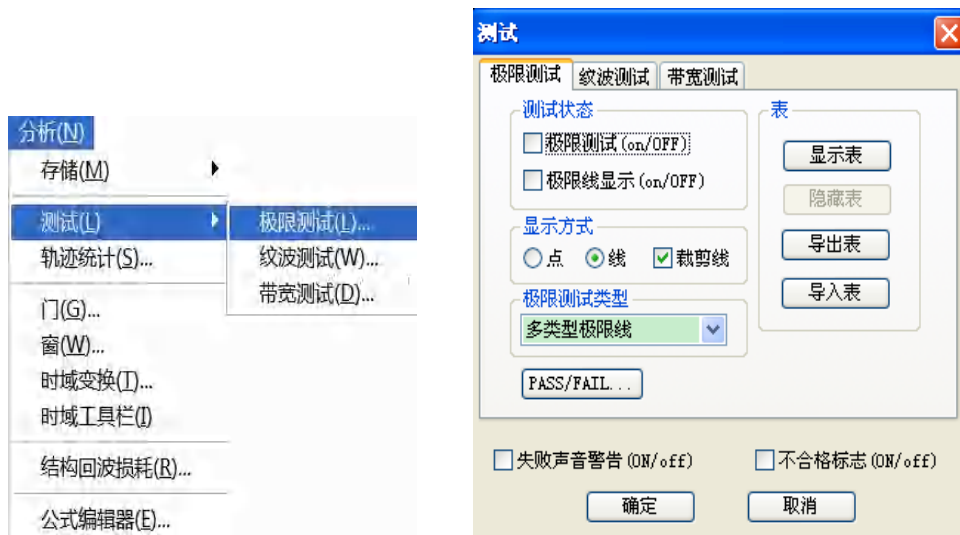 分析(N)
存储(M)
测试(L)
轨迹统计(S)...
门(G)...
窗(W)...
时域变换(T)...
时域工具栏(I)
结构回波损耗(R)...
公式编辑器(E)...
极限测试(L)...
纹波测试(W)...
带宽测试(D)...
测试
极限测试 纹波测试 带宽测试
测试状态
极限测试(on/OFF)
极限线显示(on/OFF)
显示方式
点 线 裁剪线
极限测试类型
多类型极限线
PASS/FAIL...
表
显示表
隐藏表
导出表
导入表
失败声音警告(ON/off) 不合格标志(ON/off)
确定 取消